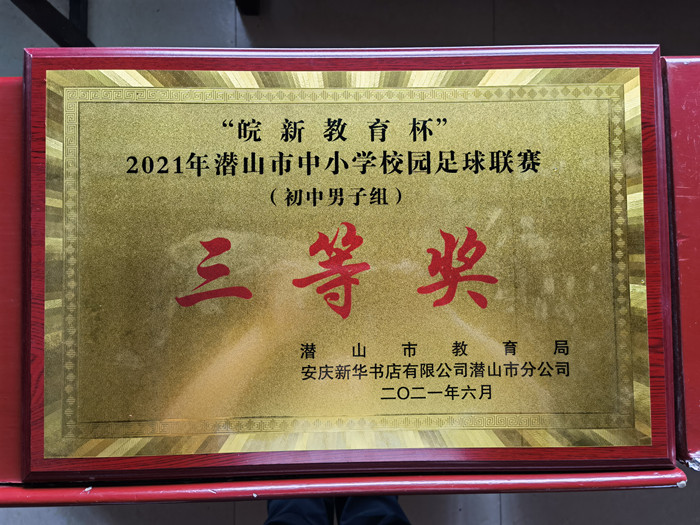 “皖新教育杯”
2021年潜山市中小学校园足球联赛
（初中男子组）
三等奖
潜山市教育局
安庆新华书店有限公司潜山市分公司
二〇二一年六月